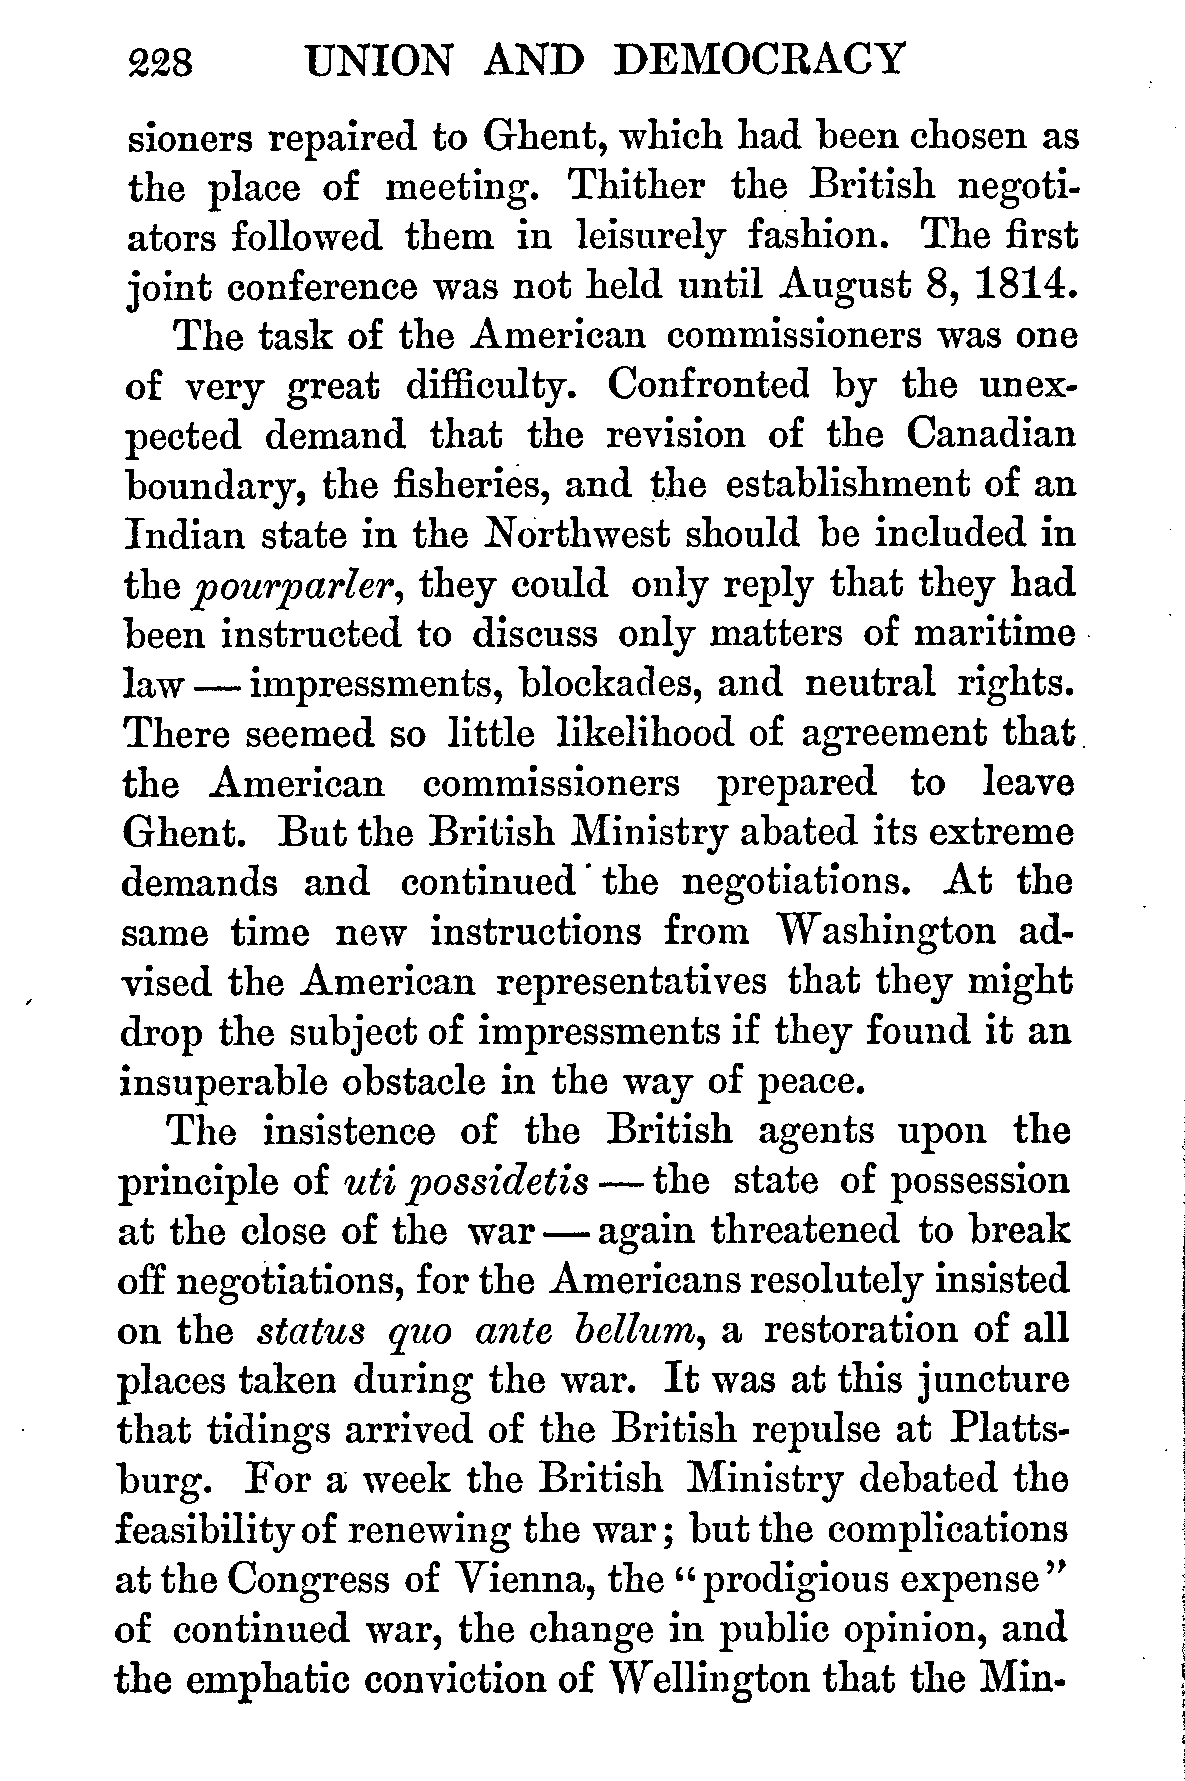 228 UNION AND DEMOCRACY
sioners repaired to Ghent, which had been chosen as
the place of meeting. Thither the British negoti-
ators followed them in leisurely fashion. The first
joint conference was not held until August 8, 1814.
The task of the American commissioners was one
of very great difficulty. Confronted by the unex-
pected demand that the revision of the Canadian
boundary, the fisheries, and the establishment of an
Indian state in the Northwest should be included in
the pourparler, they could only reply that they had
been instructed to discuss only matters of maritime
law — impressments, blockades, and neutral rights.
There seemed so little likelihood of agreement that
the American commissioners prepared to leave
Ghent. But the British Ministry abated its extreme
demands and continued the negotiations. At the
same time new instructions from Washington ad-
vised the American representatives that they might
drop the subject of impressments if they found it an
insuperable obstacle in the way of peace.
The insistence of the British agents upon the
principle of uti possidetis — the state of possession
at the close of the war — again threatened to break
off negotiations, for the Americans resolutely insisted
on the status quo ante bellum, a restoration of all
places taken during the war. It was at this juncture
that tidings arrived of the British repulse at Platts-
burg. For a week the British Ministry debated the
feasibility of renewing the war; but the complications
at the Congress of Vienna, the "prodigious expense"
of continued war, the change in public opinion, and
the emphatic conviction of Wellington that the Min-